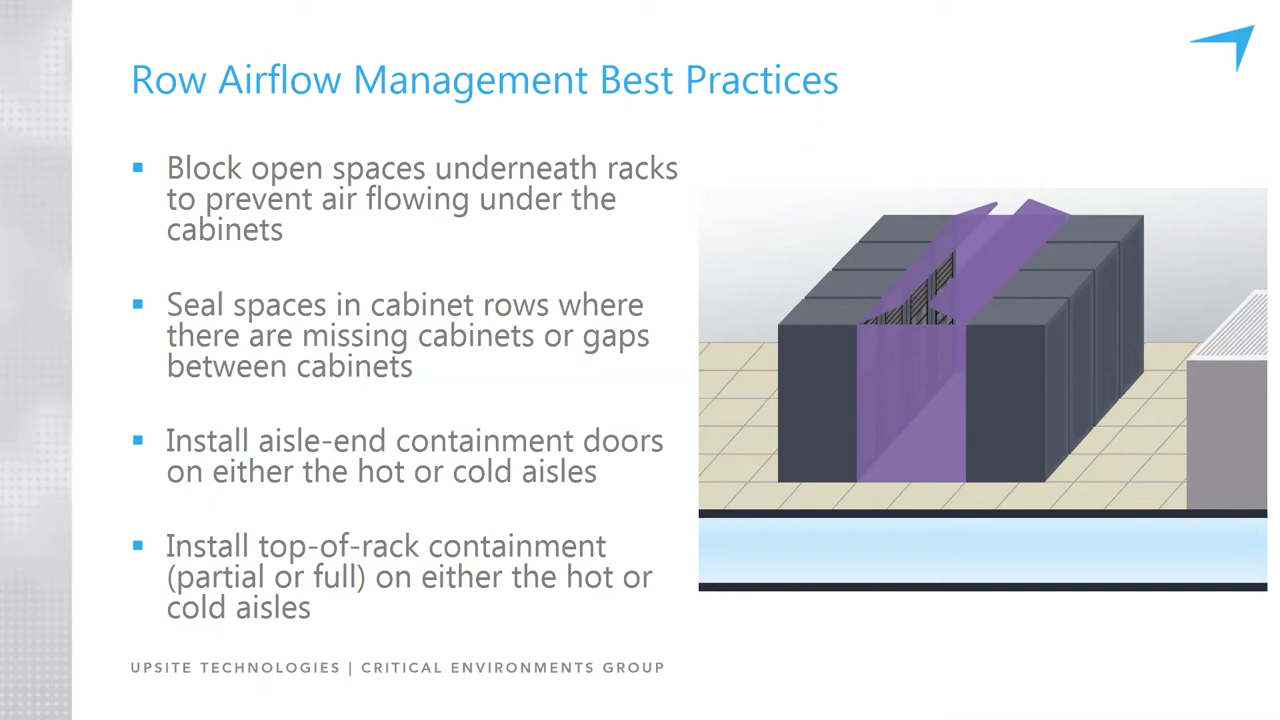 Row Airflow Management Best Practices
Block open spaces underneath racks
to prevent air flowing under the
cabinets
Seal spaces in cabinet rows where
there are missing cabinets or gaps
between cabinets
Install aisle-end containment doors
on either the hot or cold aisles
Install top-of-rack containment
(partial or full) on either the hot or
cold aisles
UPSITE TECHNOLOGIES | CRITICAL ENVIRONMENTS GROUP